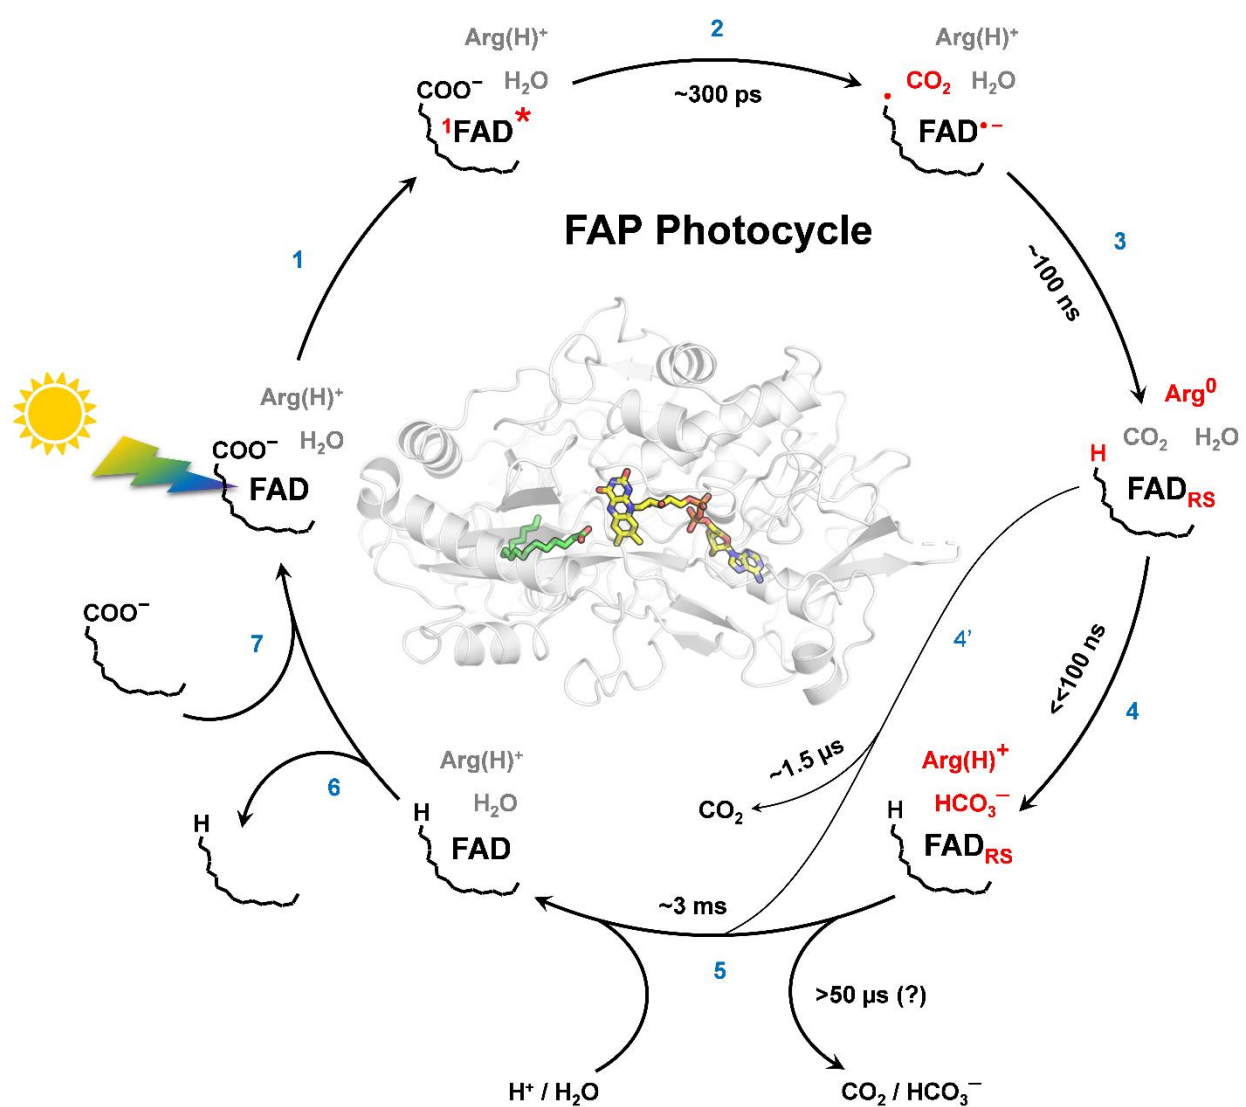 Arg(H)⁺
COO⁻ H₂O
¹FAD*
2
~300 ps
Arg(H)⁺
• CO₂ H₂O
FAD•⁻
FAP Photocycle
1
3
~100 ns
Arg(H)⁺
COO⁻ H₂O
FAD
Arg⁰
CO₂ H₂O
H
FAD_RS
4'
<<100 ns
4
COO⁻
7
6
H
Arg(H)⁺
H₂O
H
FAD
~1.5 µs
CO₂
Arg(H)⁺
H HCO₃⁻
FAD_RS
~3 ms
5
>50 µs (?)
H⁺ / H₂O
CO₂ / HCO₃⁻